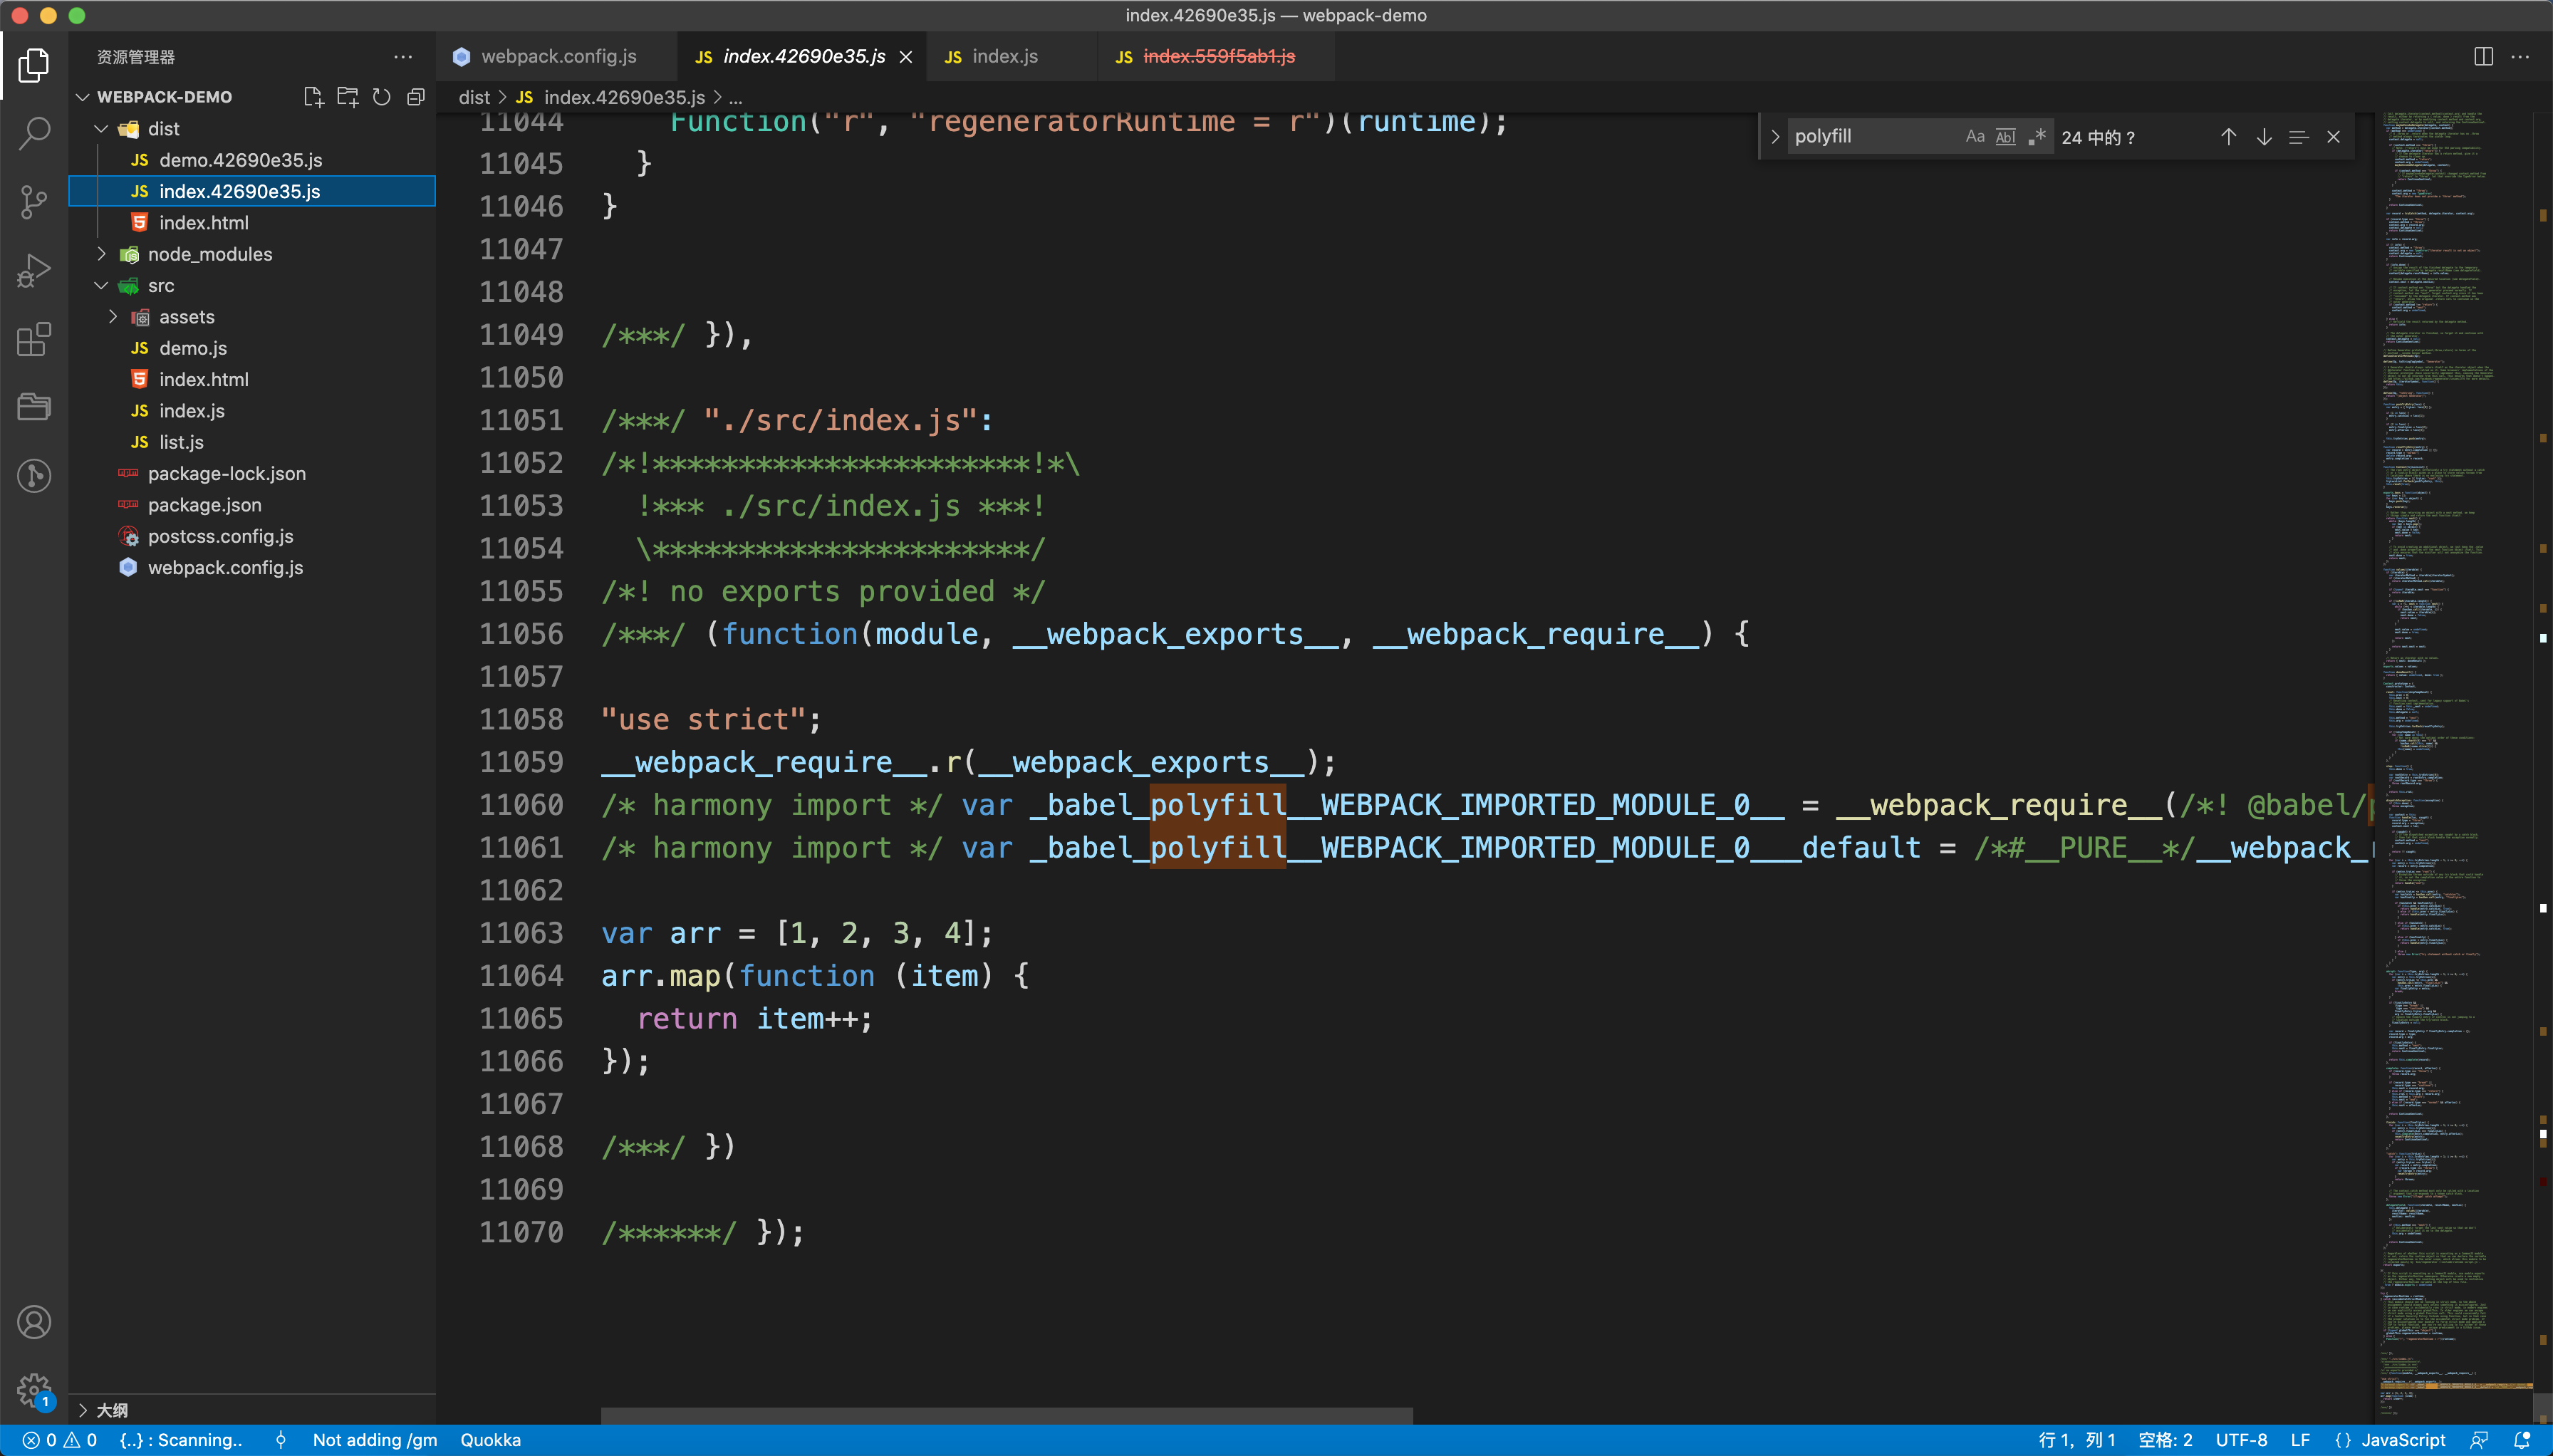 index.42690e35.js — webpack-demo
资源管理器
WEBPACK-DEMO
dist
JS demo.42690e35.js
JS index.42690e35.js
index.html
node_modules
src
assets
JS demo.js
index.html
JS index.js
JS list.js
package-lock.json
package.json
postcss.config.js
webpack.config.js
大纲
webpack.config.js
JS index.42690e35.js
JS index.js
JS index.559f5ab1.js
dist > JS index.42690e35.js > ...
polyfill Aa Abl .* 24 中的 ?
11044 Function("r", "regeneratorRuntime = r")(runtime);
11045 }
11046 }
11047
11048
11049 /***/ }),
11050
11051 /***/ "./src/index.js":
11052 /*!**********************!*\
11053 !*** ./src/index.js ***!
11054 \**********************/
11055 /*! no exports provided */
11056 /***/ (function(module, __webpack_exports__, __webpack_require__) {
11057
11058 "use strict";
11059 __webpack_require__.r(__webpack_exports__);
11060 /* harmony import */ var _babel_polyfill__WEBPACK_IMPORTED_MODULE_0__ = __webpack_require__(/*! @babel/
11061 /* harmony import */ var _babel_polyfill__WEBPACK_IMPORTED_MODULE_0___default = /*#__PURE__*/__webpack_
11062
11063 var arr = [1, 2, 3, 4];
11064 arr.map(function (item) {
11065 return item++;
11066 });
11067
11068 /***/ })
11069
11070 /******/ });
1
0 0 {..} : Scanning.. Not adding /gm Quokka
行 1，列 1 空格: 2 UTF-8 LF {} JavaScript